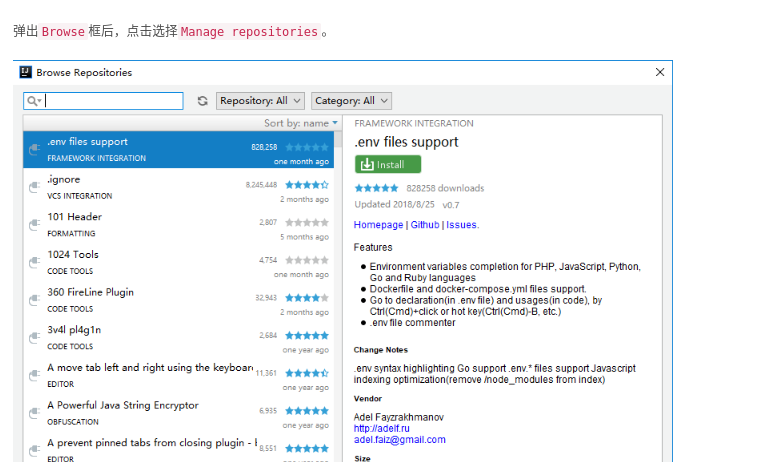 弹出 Browse 框后，点击选择 Manage repositories 。
Browse Repositories
Repository: All
Category: All
Sort by: name
.env files support
828,258
FRAMEWORK INTEGRATION
one month ago
.ignore
8,245,448
VCS INTEGRATION
2 months ago
101 Header
2,807
FORMATTING
5 months ago
1024 Tools
4,754
CODE TOOLS
one month ago
360 FireLine Plugin
32,943
CODE TOOLS
2 months ago
3v4l pl4g1n
2,684
CODE TOOLS
one year ago
A move tab left and right using the keyboard
11,361
EDITOR
one year ago
A Powerful Java String Encryptor
6,935
OBFUSCATION
one year ago
A prevent pinned tabs from closing plugin -
8,551
EDITOR
FRAMEWORK INTEGRATION
.env files support
Install
828258 downloads
Updated 2018/8/25 v0.7
Homepage | Github | Issues.
Features
Environment variables completion for PHP, JavaScript, Python,
Go and Ruby languages
Dockerfile and docker-compose.yml files support.
Go to declaration(in .env file) and usages(in code), by
Ctrl(Cmd)+click or hot key(Ctrl(Cmd)-B, etc.)
.env file commenter
Change Notes
.env syntax highlighting Go support .env.* files support Javascript
indexing optimization(remove /node_modules from index)
Vendor
Adel Fayzrakhmanov
http://adelf.ru
adel.faiz@gmail.com
Size